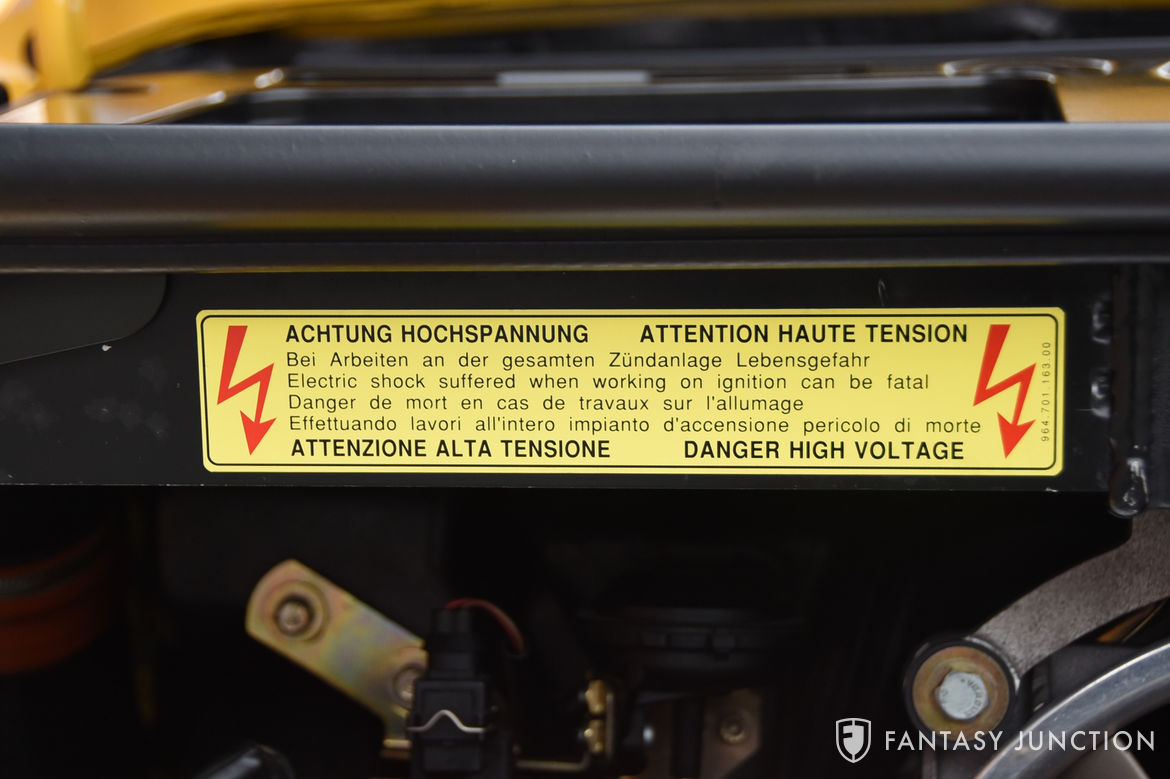 ACHTUNG HOCHSPANNUNG ATTENTION HAUTE TENSION
Bei Arbeiten an der gesamten Zündanlage Lebensgefahr
Electric shock suffered when working on ignition can be fatal
Danger de mort en cas de travaux sur l'allumage
Effettuando lavori all'intero impianto d'accensione pericolo di morte
ATTENZIONE ALTA TENSIONE DANGER HIGH VOLTAGE
964.701.163.00
FANTASY JUNCTION